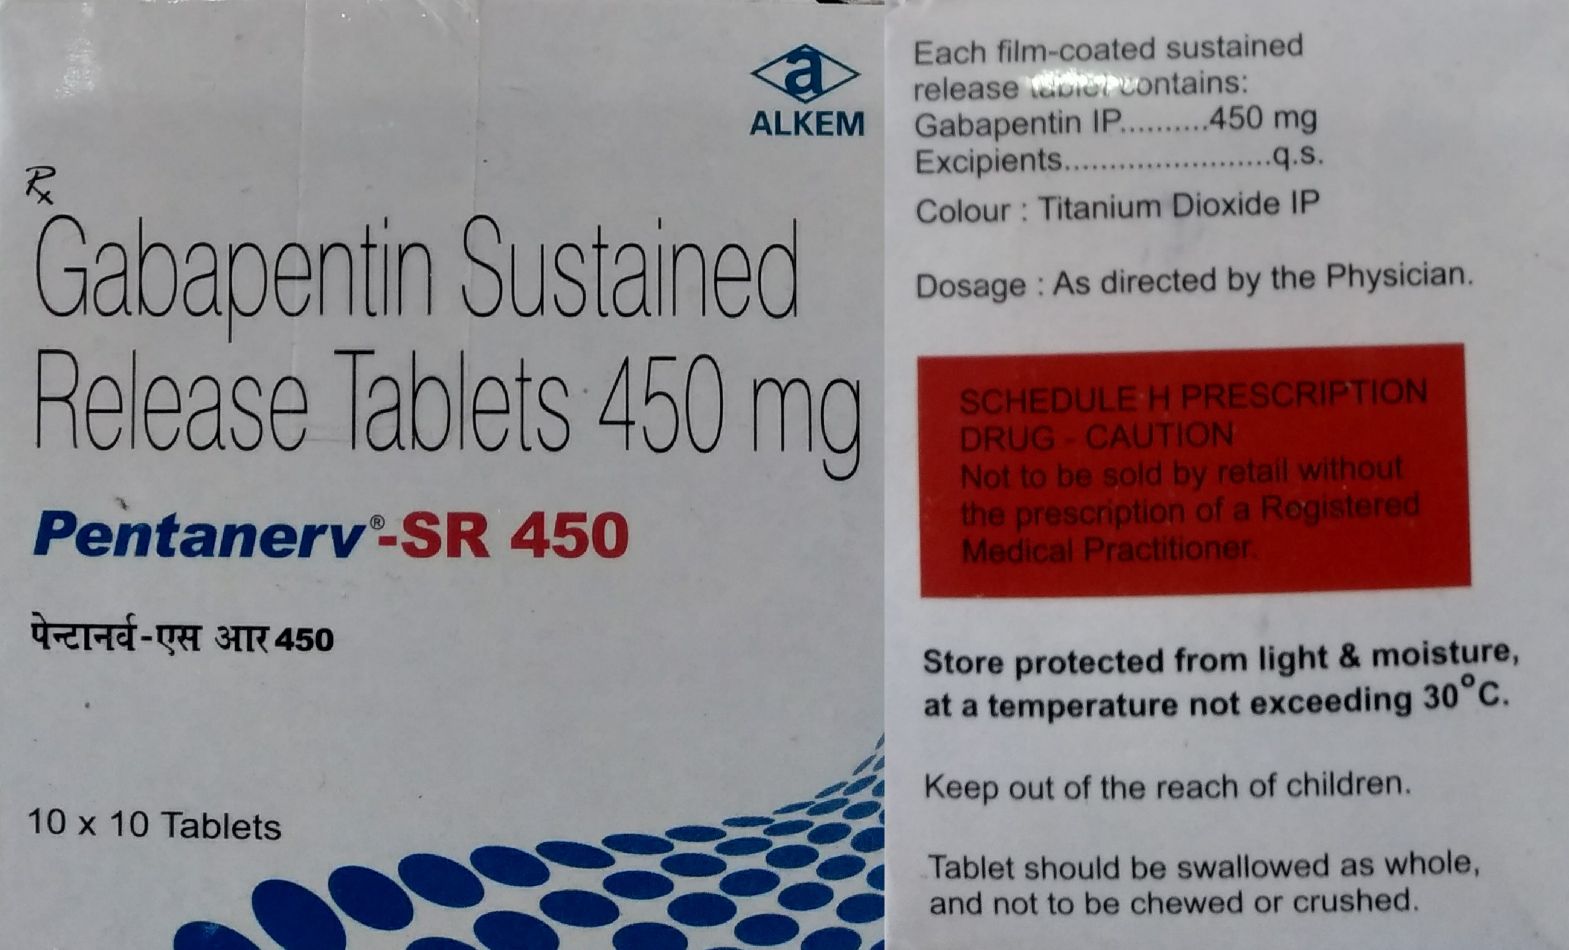 a
ALKEM
Rx
Gabapentin Sustained
Release Tablets 450 mg
Pentanerv®-SR 450
पेन्टानर्व-एस आर 450
10 x 10 Tablets
Each film-coated sustained
release tablet contains:
Gabapentin IP..........450 mg
Excipients.......................q.s.
Colour : Titanium Dioxide IP
Dosage : As directed by the Physician.
SCHEDULE H PRESCRIPTION
DRUG - CAUTION
Not to be sold by retail without
the prescription of a Registered
Medical Practitioner.
Store protected from light & moisture,
at a temperature not exceeding 30°C.
Keep out of the reach of children.
Tablet should be swallowed as whole,
and not to be chewed or crushed.